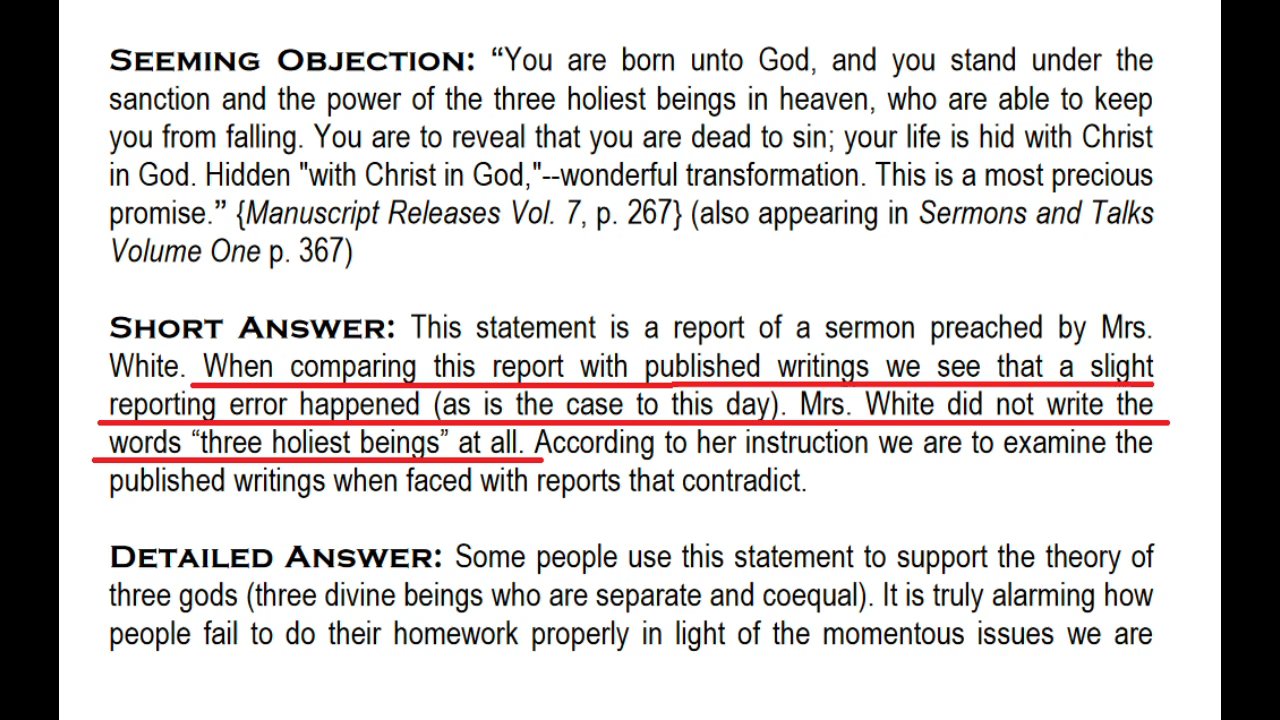 SEEMING OBJECTION: “You are born unto God, and you stand under the
sanction and the power of the three holiest beings in heaven, who are able to keep
you from falling. You are to reveal that you are dead to sin; your life is hid with Christ
in God. Hidden "with Christ in God,"--wonderful transformation. This is a most precious
promise.” {Manuscript Releases Vol. 7, p. 267} (also appearing in Sermons and Talks
Volume One p. 367)
SHORT ANSWER: This statement is a report of a sermon preached by Mrs.
White. When comparing this report with published writings we see that a slight
reporting error happened (as is the case to this day). Mrs. White did not write the
words “three holiest beings” at all. According to her instruction we are to examine the
published writings when faced with reports that contradict.
DETAILED ANSWER: Some people use this statement to support the theory of
three gods (three divine beings who are separate and coequal). It is truly alarming how
people fail to do their homework properly in light of the momentous issues we are